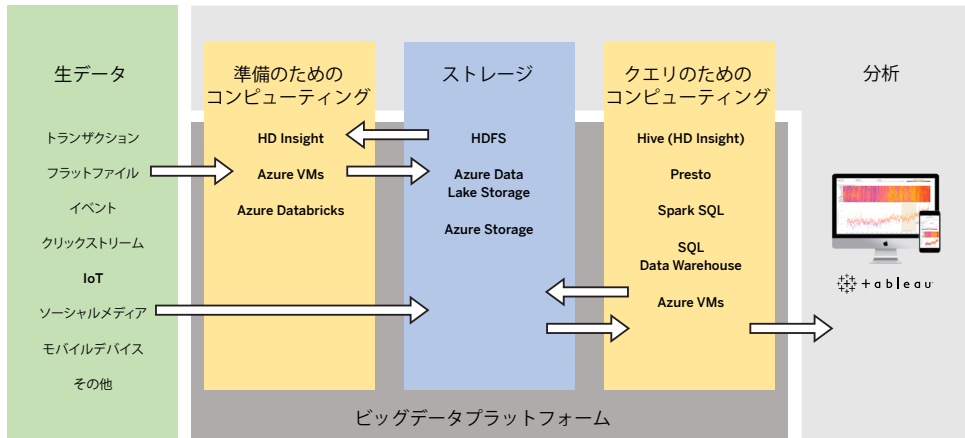 生データ
トランザクション
フラットファイル
イベント
クリックストリーム
IoT
ソーシャルメディア
モバイルデバイス
その他
準備のための
コンピューティング
HD Insight
Azure VMs
Azure Databricks
ストレージ
HDFS
Azure Data
Lake Storage
Azure Storage
クエリのための
コンピューティング
Hive (HD Insight)
Presto
Spark SQL
SQL
Data Warehouse
Azure VMs
分析
+ a b l e a u
ビッグデータプラットフォーム